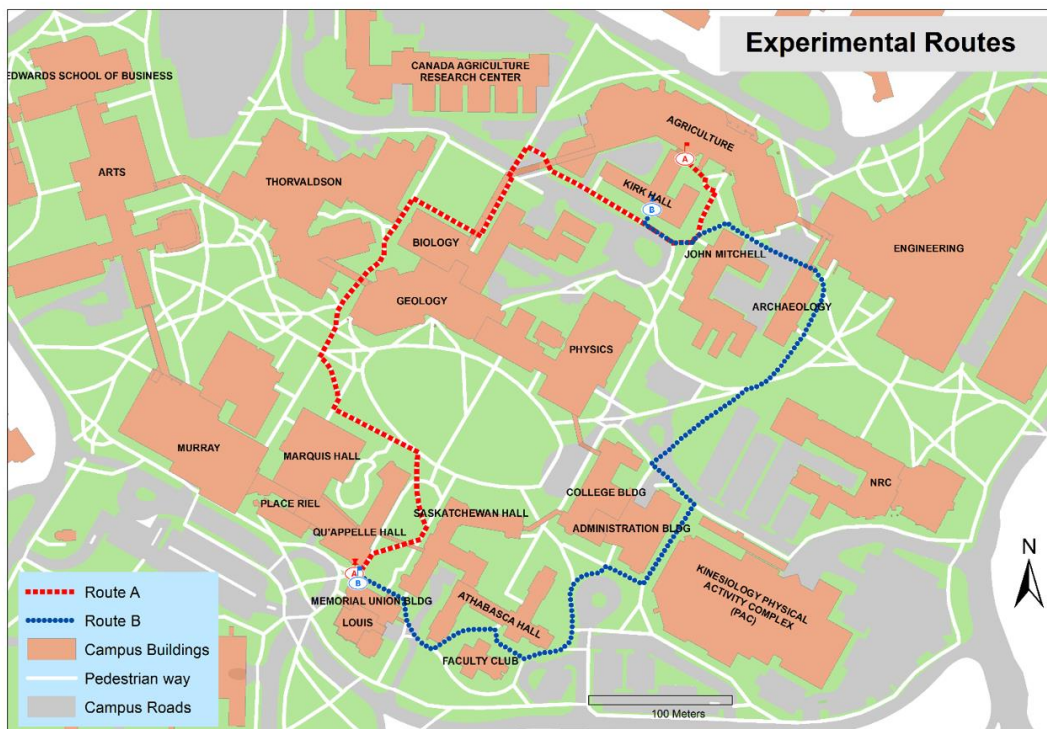 Experimental Routes
EDWARDS SCHOOL OF BUSINESS
CANADA AGRICULTURE
RESEARCH CENTER
AGRICULTURE
A
ARTS
THORVALDSON
KIRK HALL
B
BIOLOGY
JOHN MITCHELL
ENGINEERING
GEOLOGY
ARCHAEOLOGY
PHYSICS
MURRAY
MARQUIS HALL
NRC
COLLEGE BLDG
PLACE RIEL
SASKATCHEWAN HALL
QU'APPELLE HALL
ADMINISTRATION BLDG
A
B
KINESIOLOGY PHYSICAL
ACTIVITY COMPLEX
(PAC)
N
MEMORIAL UNION BLDG
ATHABASCA HALL
LOUIS
FACULTY CLUB
Route A
Route B
Campus Buildings
Pedestrian way
Campus Roads
100 Meters